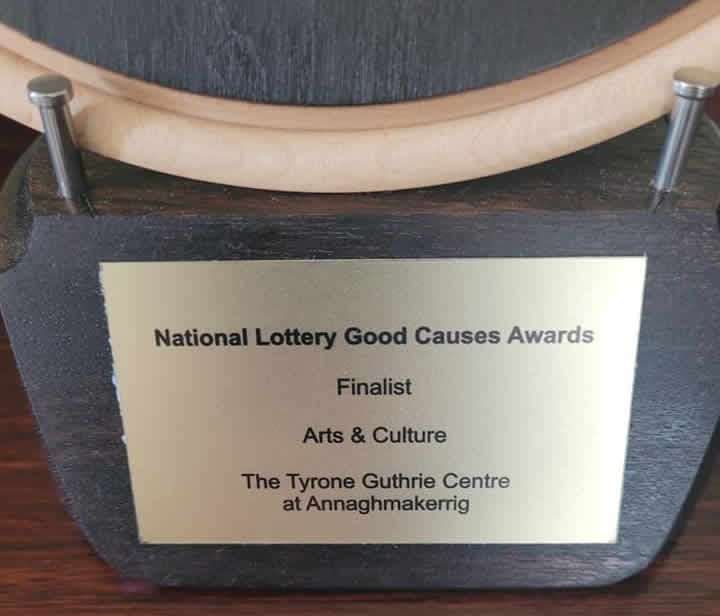 National Lottery Good Causes Awards
Finalist
Arts & Culture
The Tyrone Guthrie Centre
at Annaghmakerrig